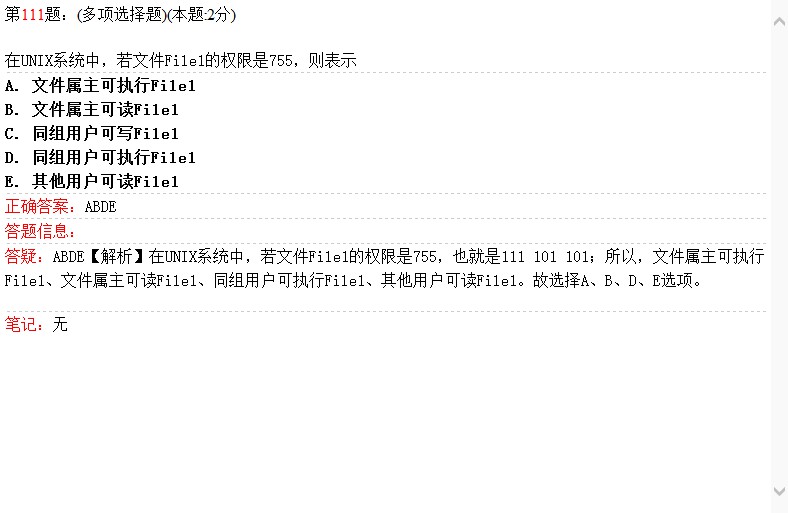 第111题：(多项选择题)(本题:2分)
在UNIX系统中，若文件File1的权限是755，则表示
A. 文件属主可执行File1
B. 文件属主可读File1
C. 同组用户可写File1
D. 同组用户可执行File1
E. 其他用户可读File1
正确答案：ABDE
答题信息：
答疑：ABDE【解析】在UNIX系统中，若文件File1的权限是755，也就是111 101 101；所以，文件属主可执行
File1、文件属主可读File1、同组用户可执行File1、其他用户可读File1。故选择A、B、D、E选项。
笔记：无